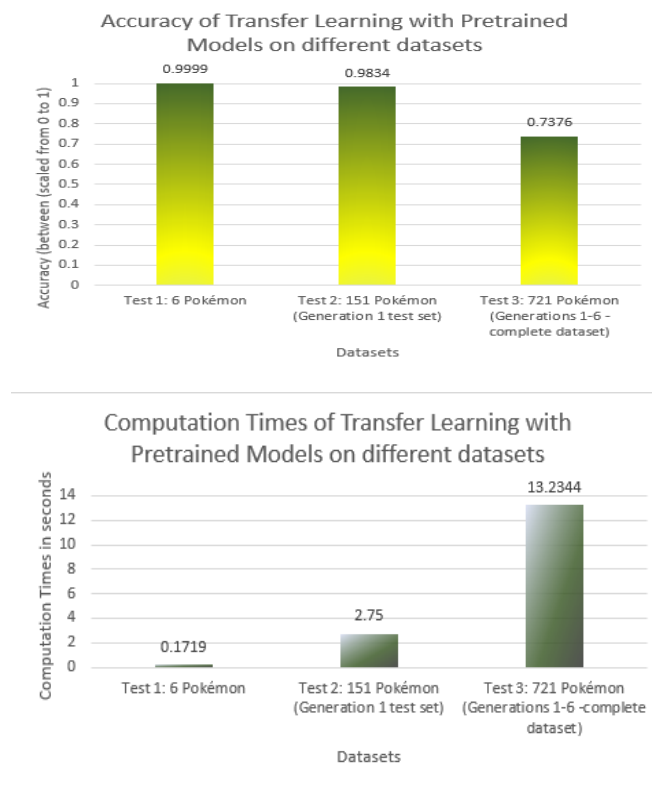 Accuracy of Transfer Learning with Pretrained
Models on different datasets
Accuracy (between (scaled from 0 to 1)
1
0.9
0.8
0.7
0.6
0.5
0.4
0.3
0.2
0.1
0
0.9999
0.9834
0.7376
Test 1: 6 Pokémon
Test 2: 151 Pokémon
(Generation 1 test set)
Test 3: 721 Pokémon
(Generations 1-6 -
complete dataset)
Datasets
Computation Times of Transfer Learning with
Pretrained Models on different datasets
Computation Times in seconds
14
12
10
8
6
4
2
0
0.1719
2.75
13.2344
Test 1: 6 Pokémon
Test 2: 151 Pokémon
(Generation 1 test set)
Test 3: 721 Pokémon
(Generations 1-6 -complete
dataset)
Datasets